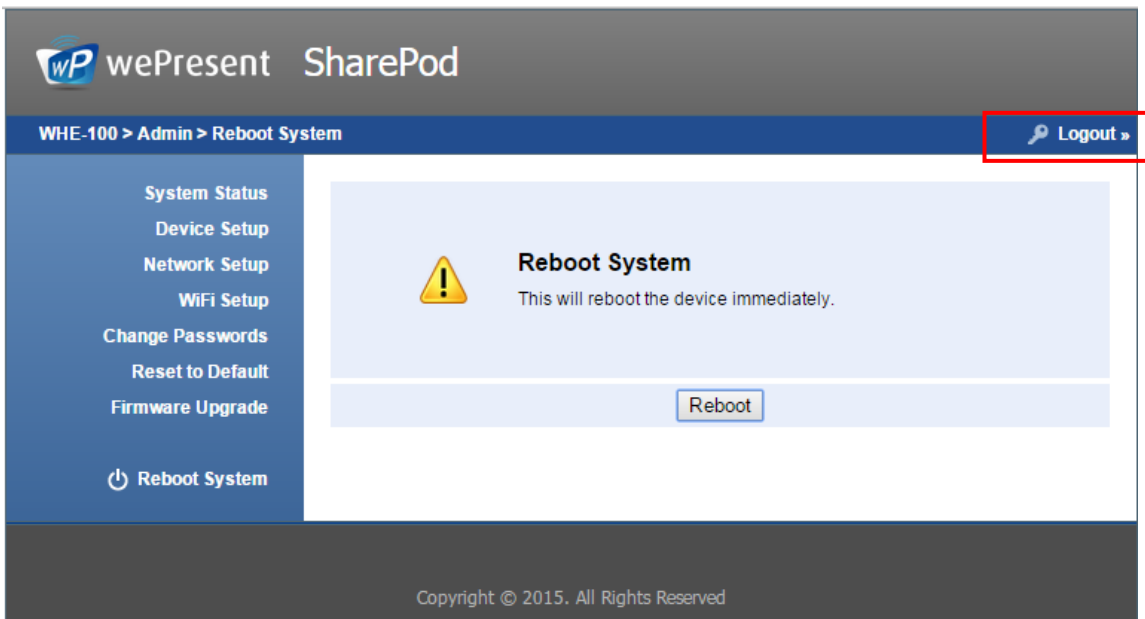 wP wePresent SharePod
WHE-100 > Admin > Reboot System
Logout »
System Status
Device Setup
Network Setup
WiFi Setup
Change Passwords
Reset to Default
Firmware Upgrade
Reboot System
Reboot System
This will reboot the device immediately.
Reboot
Copyright © 2015. All Rights Reserved